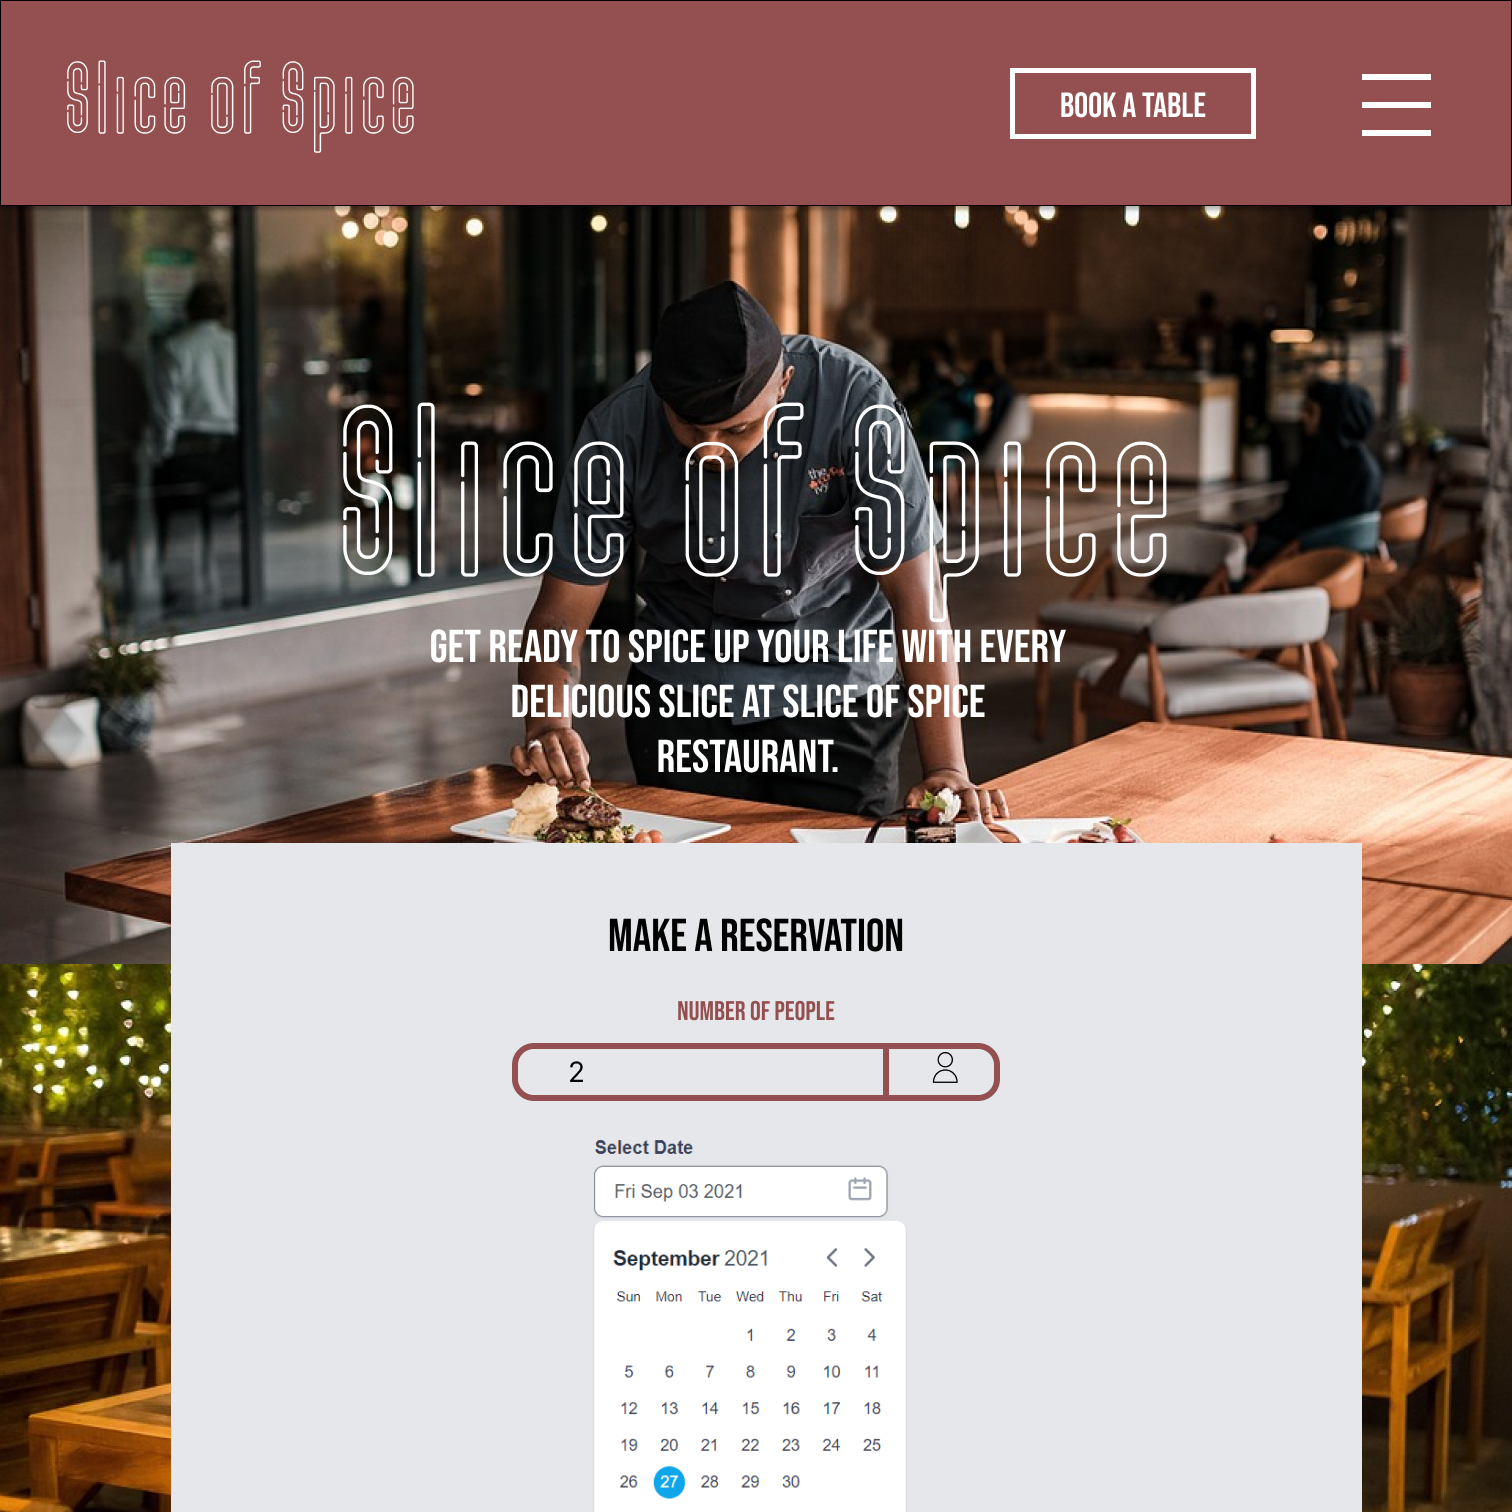 Slice of Spice
BOOK A TABLE
Slice of Spice
GET READY TO SPICE UP YOUR LIFE WITH EVERY
DELICIOUS SLICE AT SLICE OF SPICE
RESTAURANT.
MAKE A RESERVATION
NUMBER OF PEOPLE
2
Select Date
Fri Sep 03 2021
September 2021
Sun Mon Tue Wed Thu Fri Sat
1 2 3 4
5 6 7 8 9 10 11
12 13 14 15 16 17 18
19 20 21 22 23 24 25
26 27 28 29 30